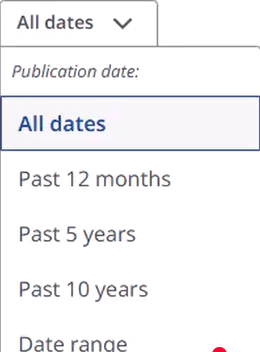 All dates
Publication date:
All dates
Past 12 months
Past 5 years
Past 10 years
Date range